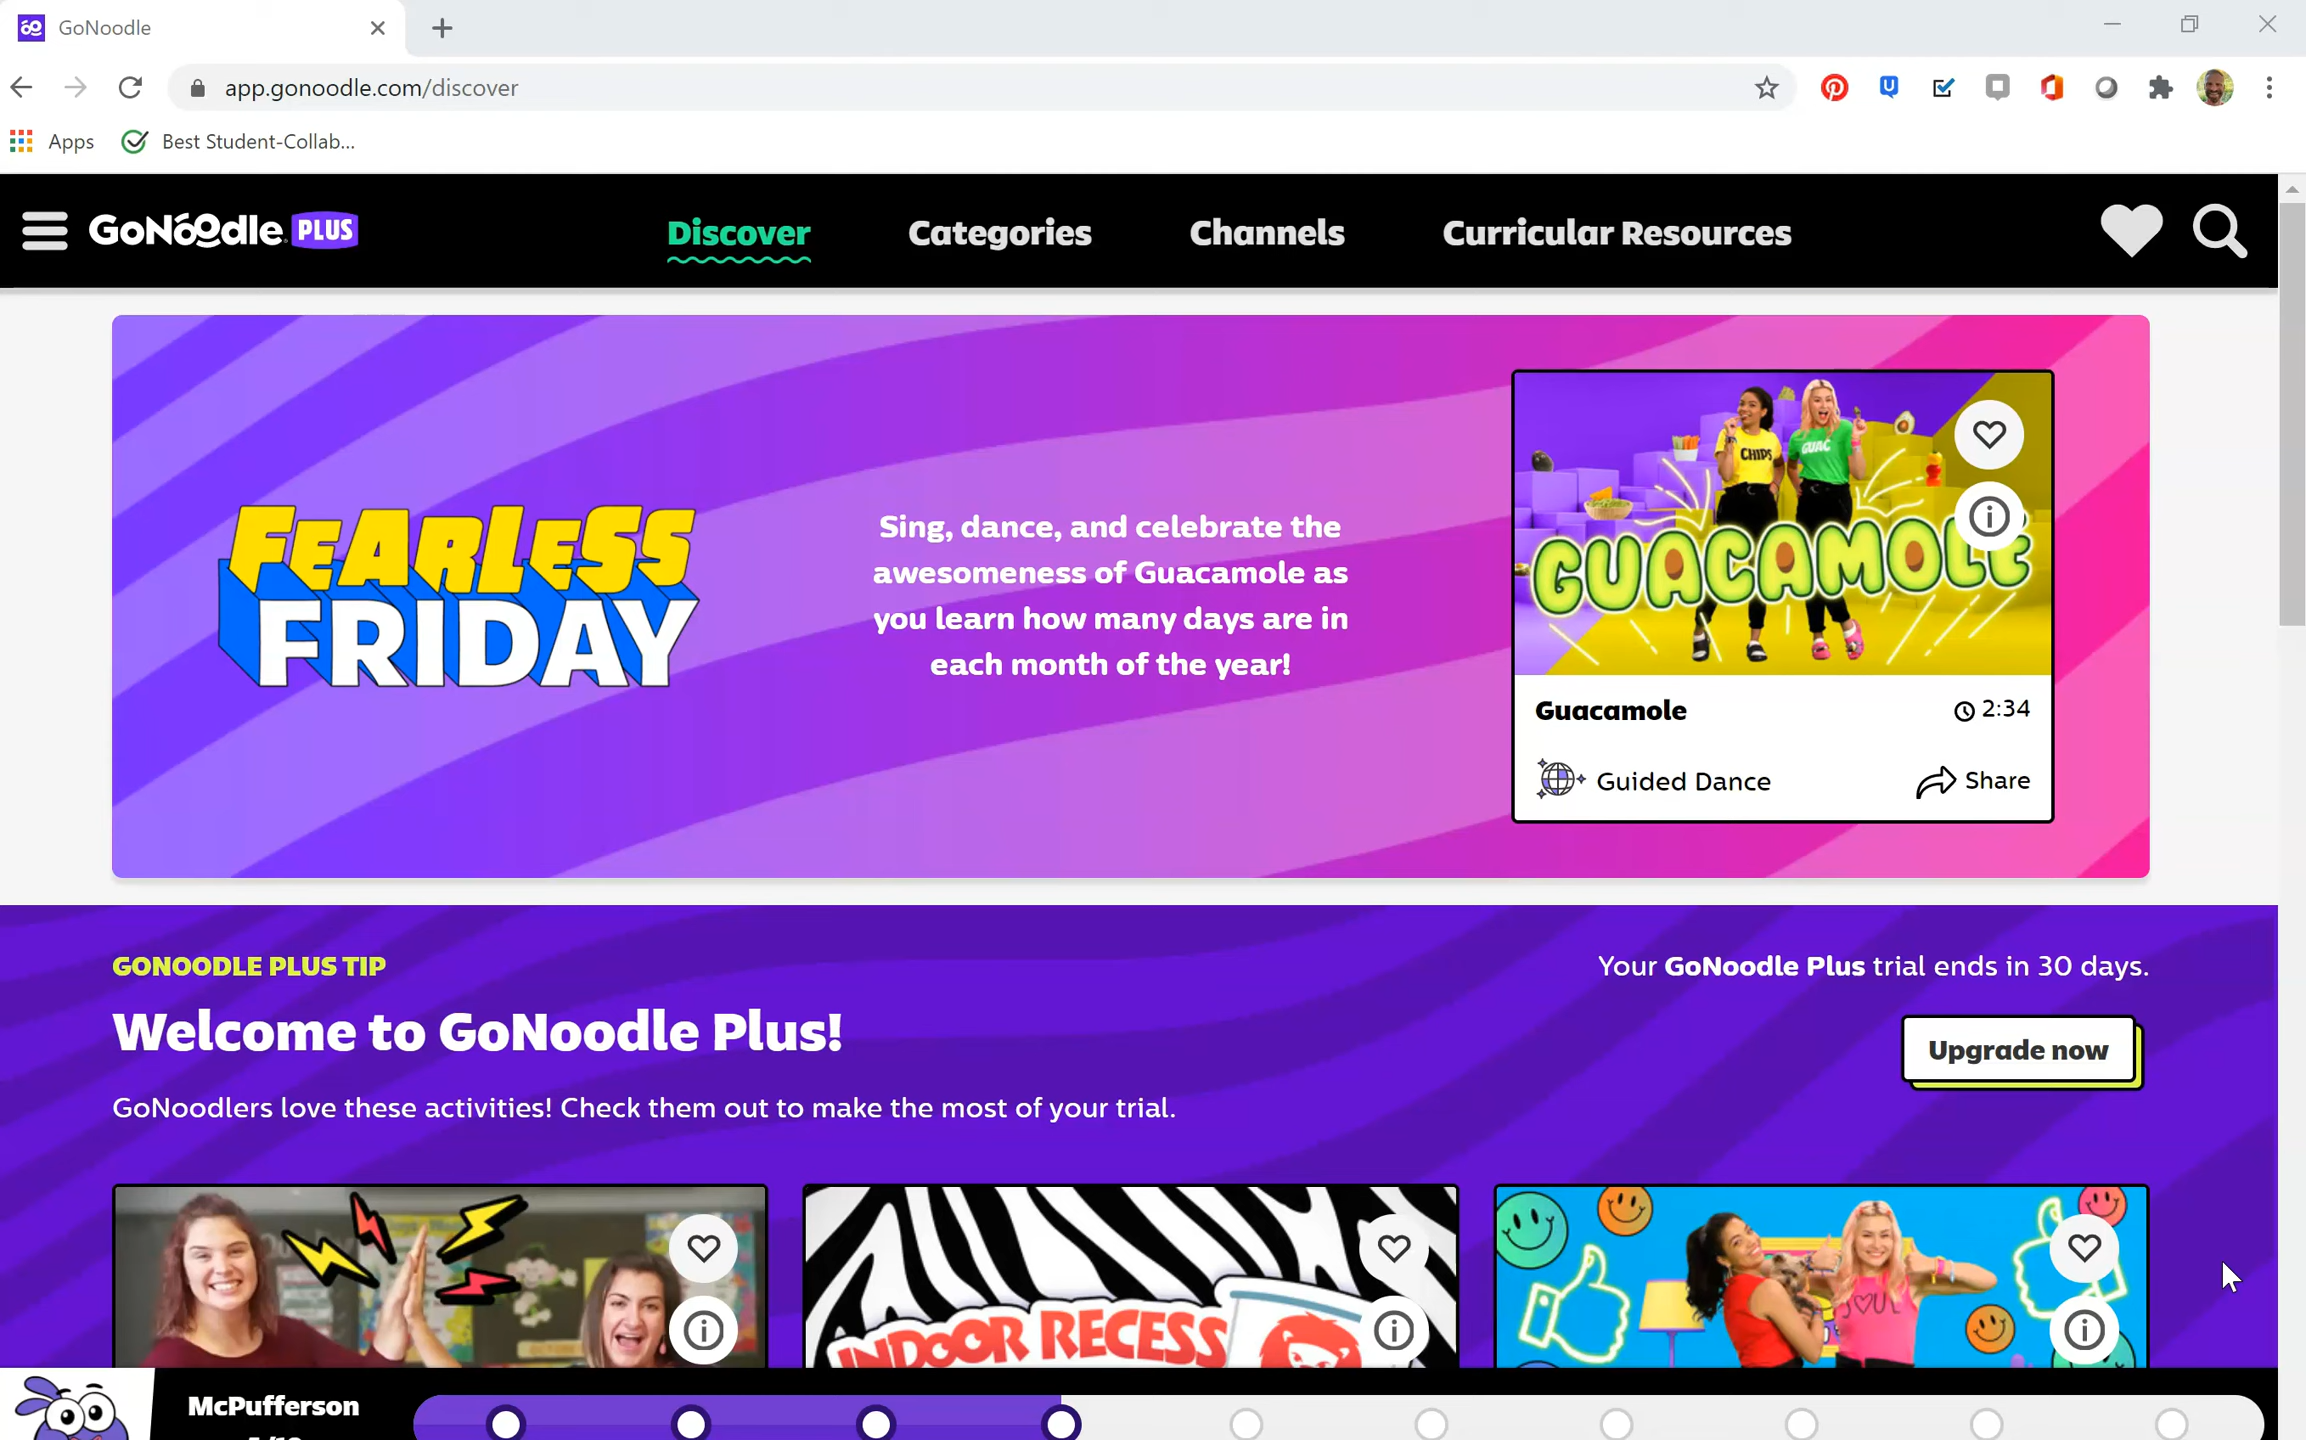 GoNoodle
app.gonoodle.com/discover
Apps
Best Student-Collab...
GoNoodle PLUS
Discover
Categories
Channels
Curricular Resources
FEARLESS
FRIDAY
Sing, dance, and celebrate the
awesomeness of Guacamole as
you learn how many days are in
each month of the year!
CHIPS
GUAC
GUACAMOLE
Guacamole
2:34
Guided Dance
Share
GONOODLE PLUS TIP
Your GoNoodle Plus trial ends in 30 days.
Welcome to GoNoodle Plus!
Upgrade now
GoNoodlers love these activities! Check them out to make the most of your trial.
INDOOR RECESS
McPufferson